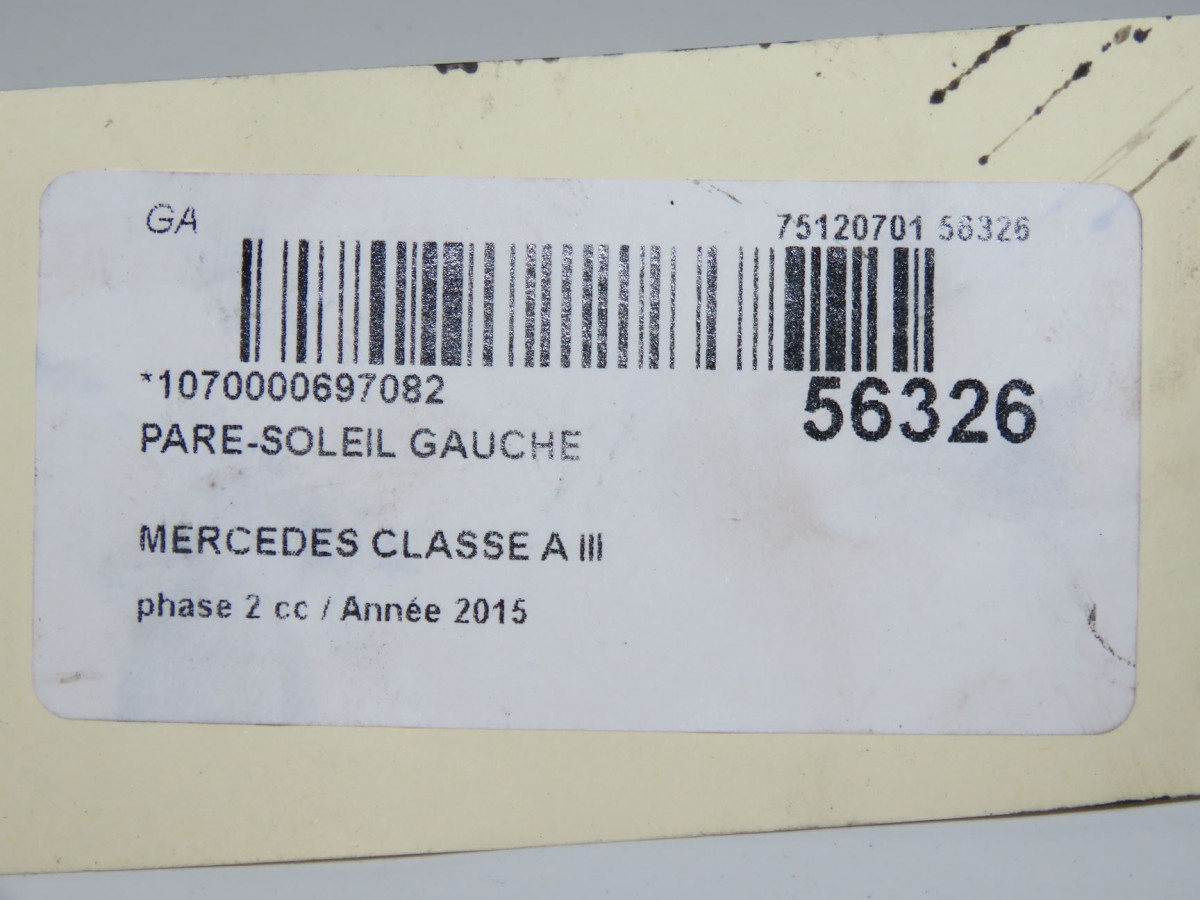 GA
75120701 56326
*1070000697082
56326
PARE-SOLEIL GAUCHE
MERCEDES CLASSE A III
phase 2 cc / Année 2015